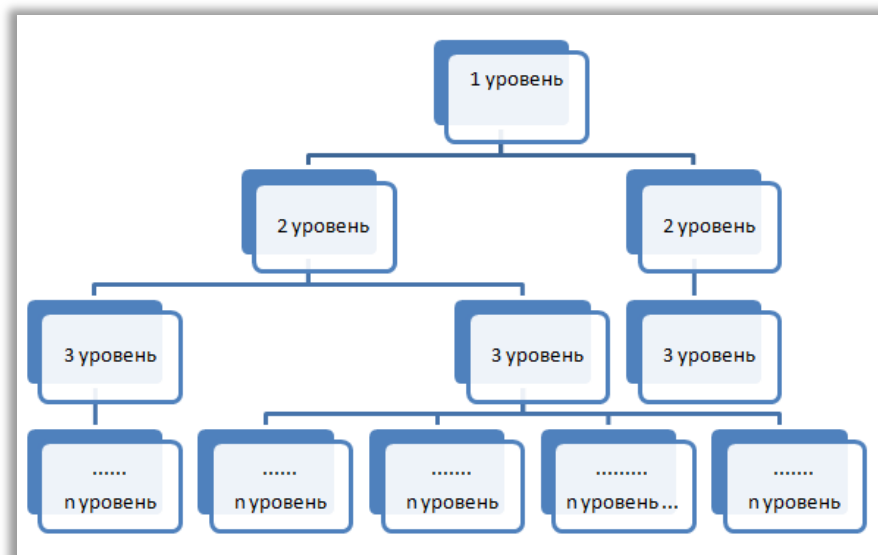 1 уровень
2 уровень
2 уровень
3 уровень
3 уровень
3 уровень
......
n уровень
......
n уровень
.......
n уровень
.........
n уровень...
.......
n уровень